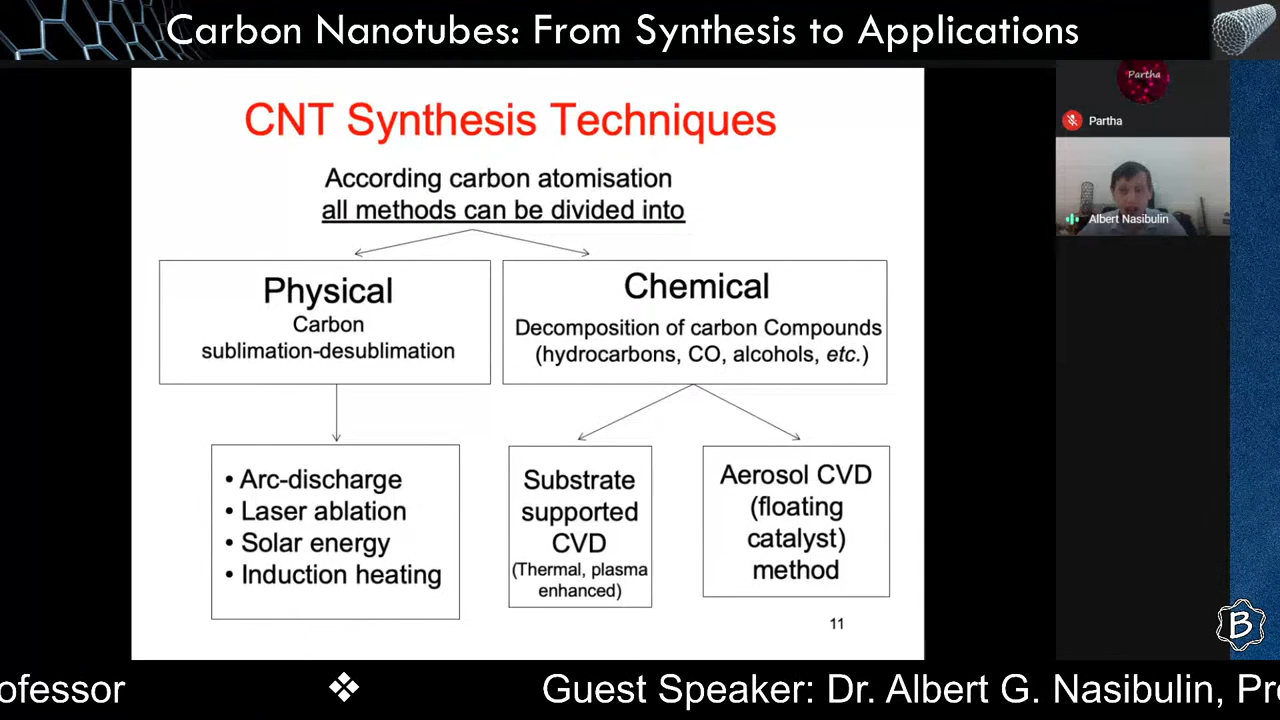 Carbon Nanotubes: From Synthesis to Applications
CNT Synthesis Techniques
According carbon atomisation
all methods can be divided into
Physical
Carbon
sublimation-desublimation
Chemical
Decomposition of carbon Compounds
(hydrocarbons, CO, alcohols, etc.)
• Arc-discharge
• Laser ablation
• Solar energy
• Induction heating
Substrate
supported
CVD
(Thermal, plasma
enhanced)
Aerosol CVD
(floating
catalyst)
method
11
Partha
Partha
Albert Nasibulin
B
ofessor ❖ Guest Speaker: Dr. Albert G. Nasibulin, Pro